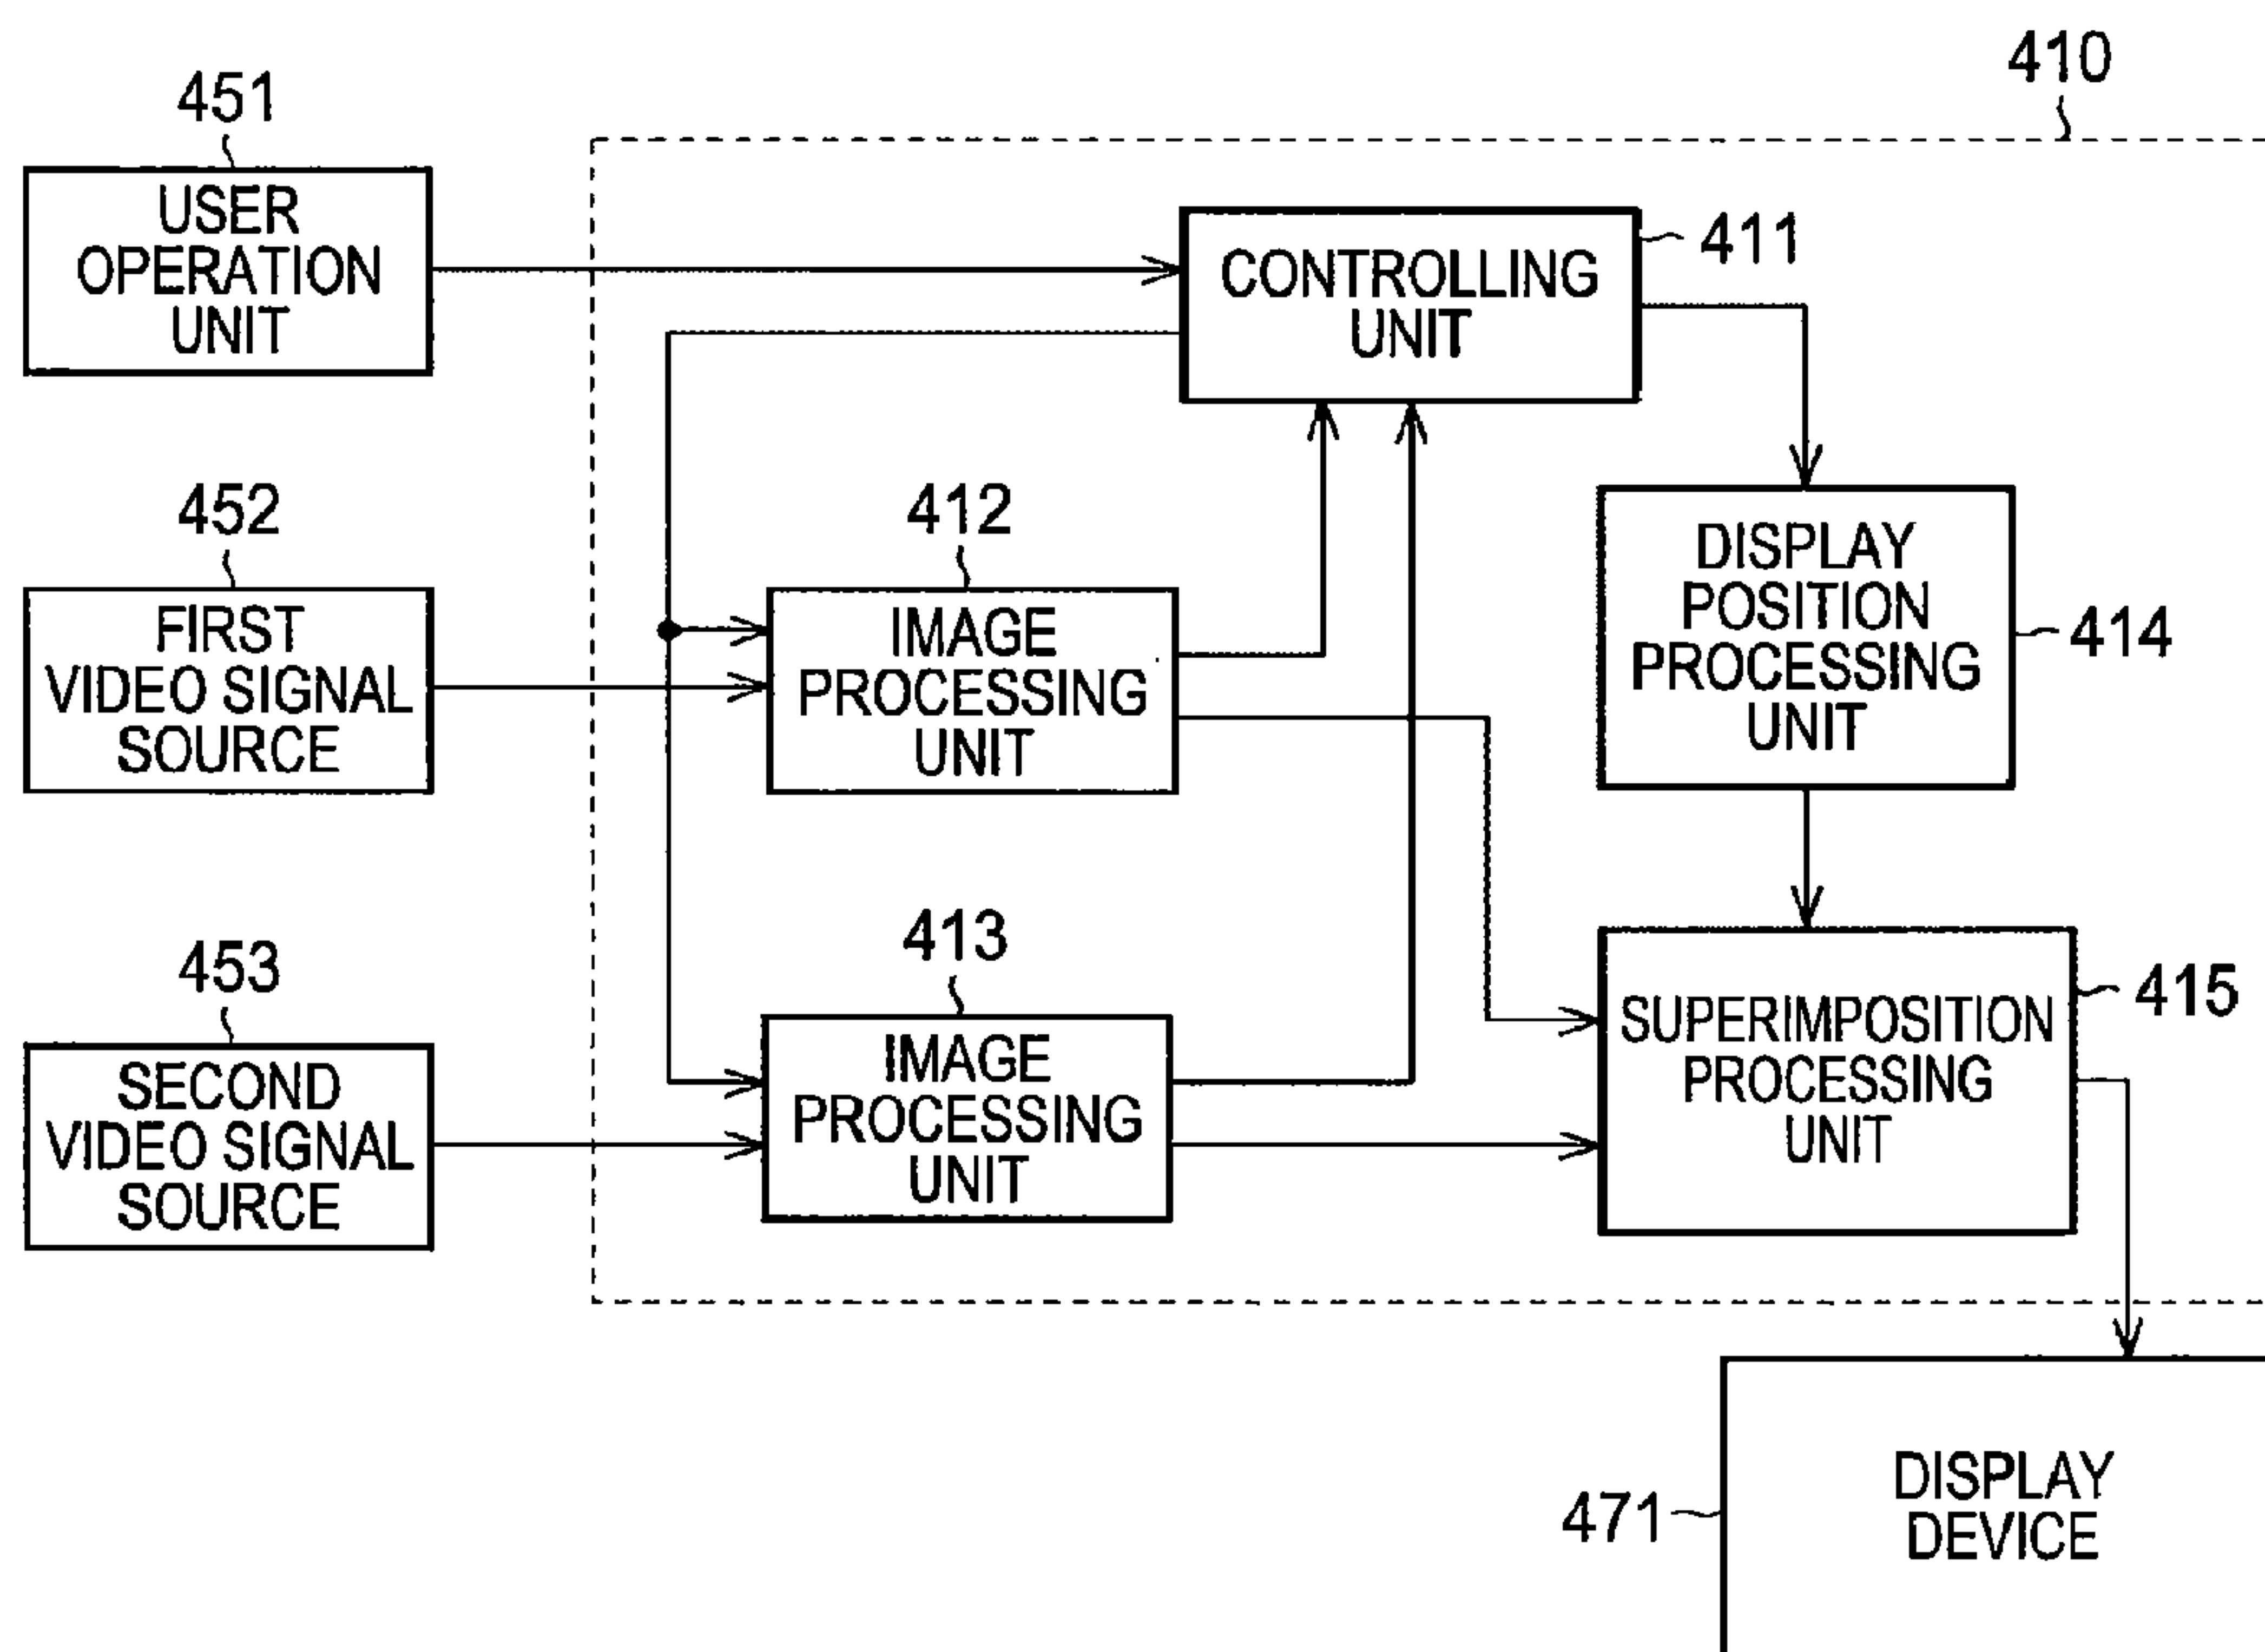 410
451
USER
OPERATION
UNIT
411
CONTROLLING
UNIT
452
FIRST
VIDEO SIGNAL
SOURCE
412
IMAGE
PROCESSING
UNIT
DISPLAY
POSITION
PROCESSING
UNIT
414
453
SECOND
VIDEO SIGNAL
SOURCE
413
IMAGE
PROCESSING
UNIT
SUPERIMPOSITION
PROCESSING
UNIT
415
471
DISPLAY
DEVICE